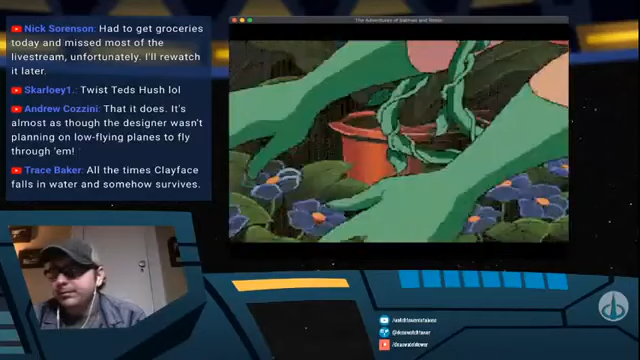 The Adventures of Batman and Robin
Nick Sorenson: Had to get groceries
today and missed most of the
livestream, unfortunately. I'll rewatch
it later.
Skarloey1.: Twist Teds Hush lol
Andrew Cozzini: That it does. It's
almost as though the designer wasn't
planning on low-flying planes to fly
through 'em!
Trace Baker: All the times Clayface
falls in water and somehow survives.